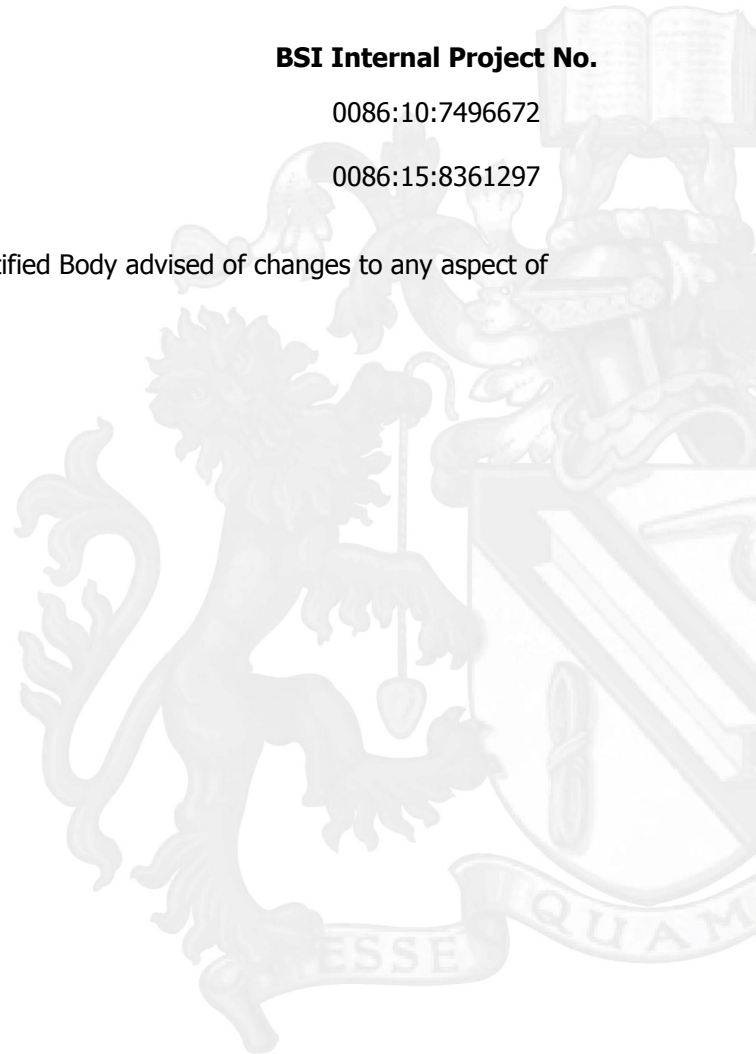 BSI Internal Project No.
0086:10:7496672
0086:15:8361297
tified Body advised of changes to any aspect of
ESSE QUAM